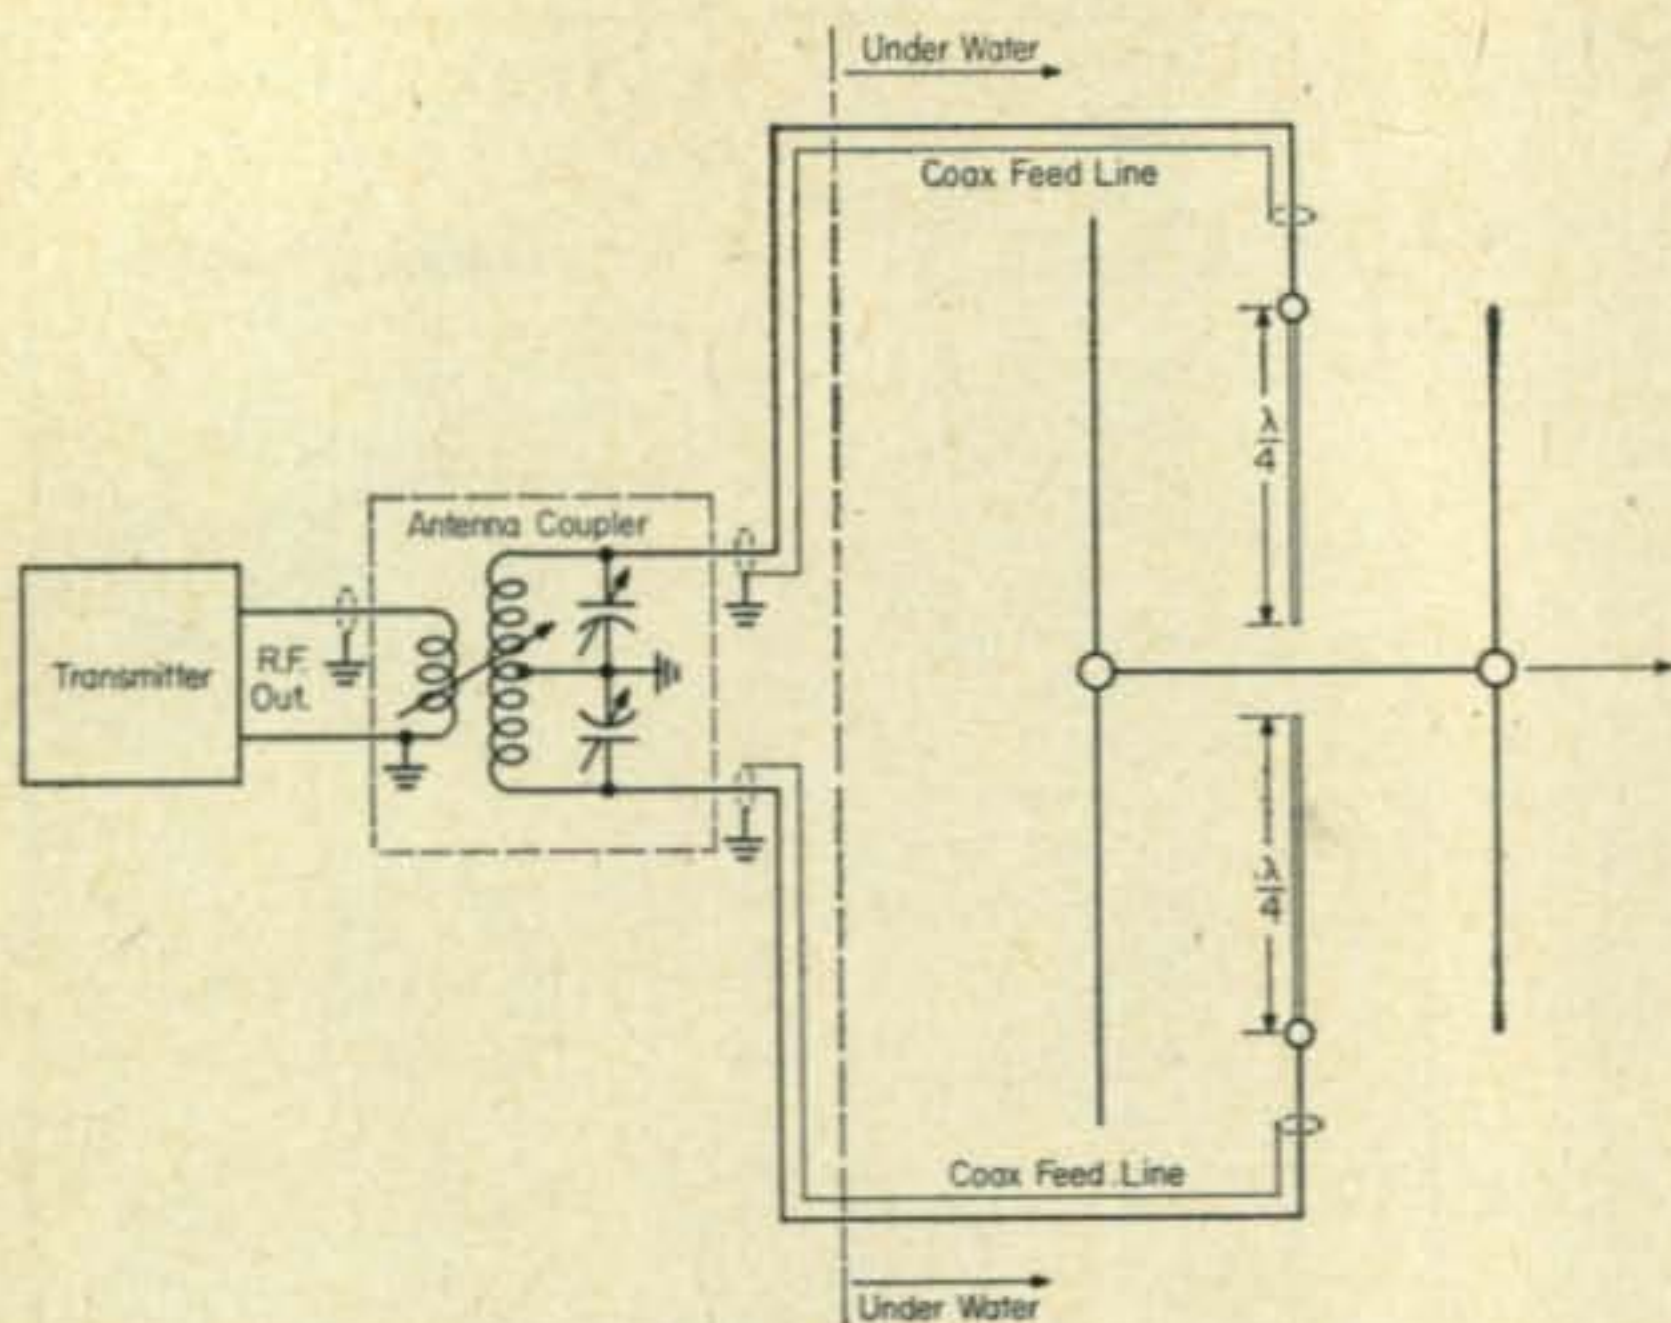 Under Water
Coax Feed Line
λ/4
Antenna Coupler
Transmitter
R.F.
Out.
λ/4
Coax Feed Line
Under Water